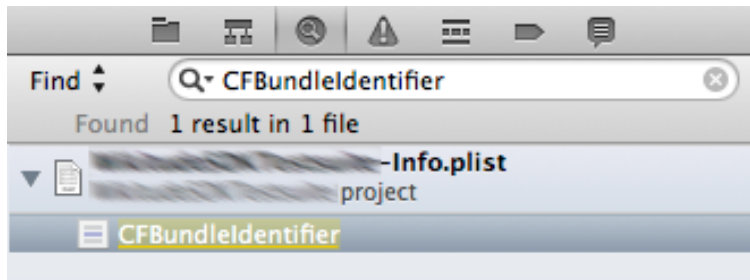 Find CFBundleIdentifier
Found 1 result in 1 file
-Info.plist
project
CFBundleIdentifier